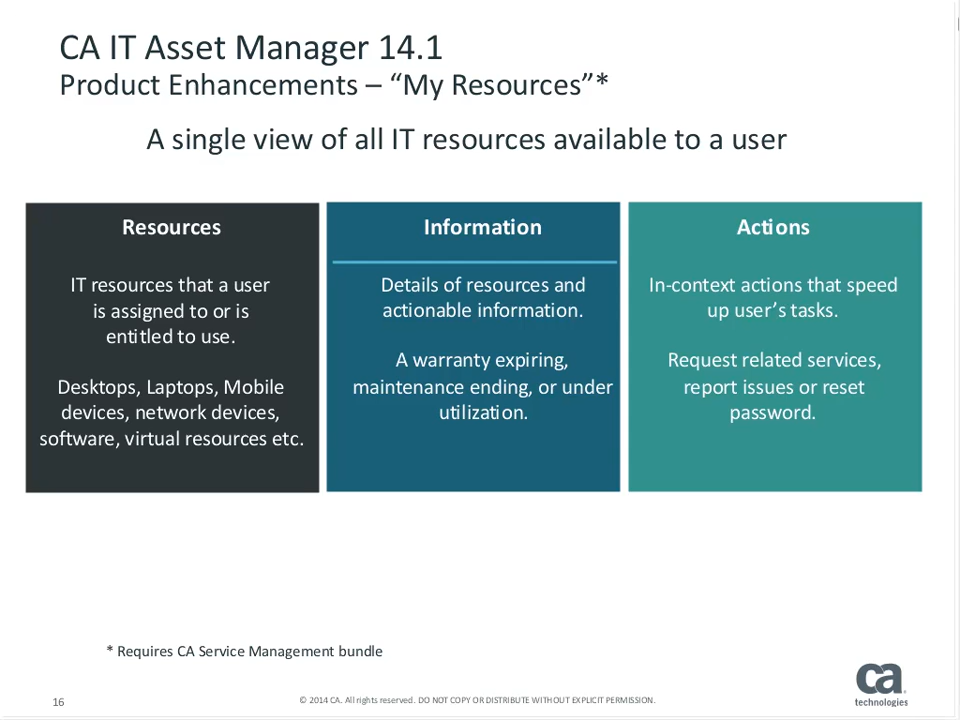 CA IT Asset Manager 14.1
Product Enhancements – “My Resources”*
A single view of all IT resources available to a user
Resources
IT resources that a user
is assigned to or is
entitled to use.
Desktops, Laptops, Mobile
devices, network devices,
software, virtual resources etc.
Information
Details of resources and
actionable information.
A warranty expiring,
maintenance ending, or under
utilization.
Actions
In-context actions that speed
up user’s tasks.
Request related services,
report issues or reset
password.
* Requires CA Service Management bundle
16
© 2014 CA. All rights reserved. DO NOT COPY OR DISTRIBUTE WITHOUT EXPLICIT PERMISSION.
ca
technologies